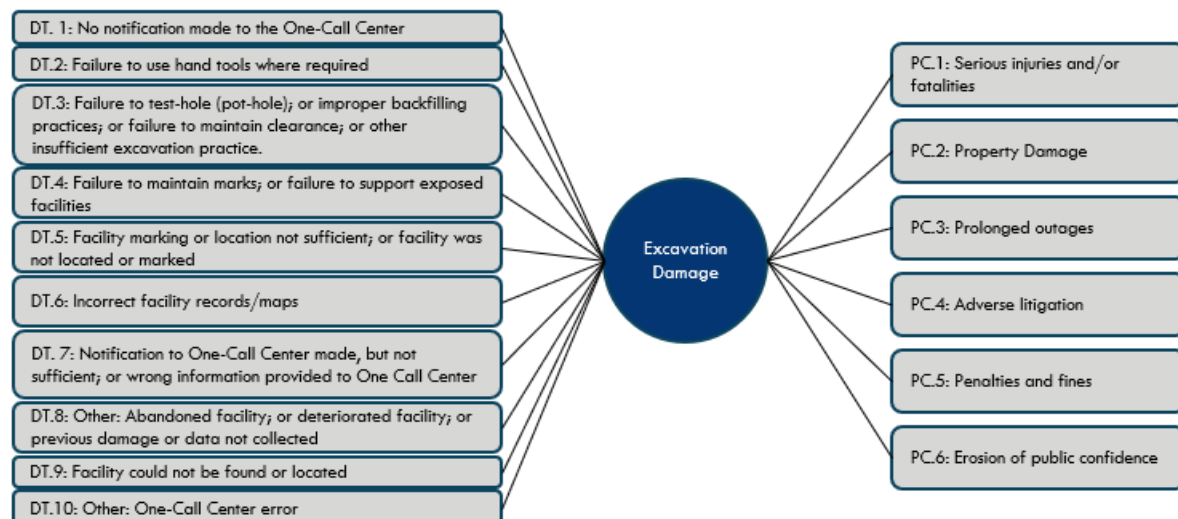 DT. 1: No notification made to the One-Call Center
DT.2: Failure to use hand tools where required
DT.3: Failure to test-hole (pot-hole); or improper backfilling
practices; or failure to maintain clearance; or other
insufficient excavation practice.
DT.4: Failure to maintain marks; or failure to support exposed
facilities
DT.5: Facility marking or location not sufficient; or facility was
not located or marked
DT.6: Incorrect facility records/maps
DT. 7: Notification to One-Call Center made, but not
sufficient; or wrong information provided to One Call Center
DT.8: Other: Abandoned facility; or deteriorated facility; or
previous damage or data not collected
DT.9: Facility could not be found or located
DT.10: Other: One-Call Center error
Excavation
Damage
PC.1: Serious injuries and/or
fatalities
PC.2: Property Damage
PC.3: Prolonged outages
PC.4: Adverse litigation
PC.5: Penalties and fines
PC.6: Erosion of public confidence